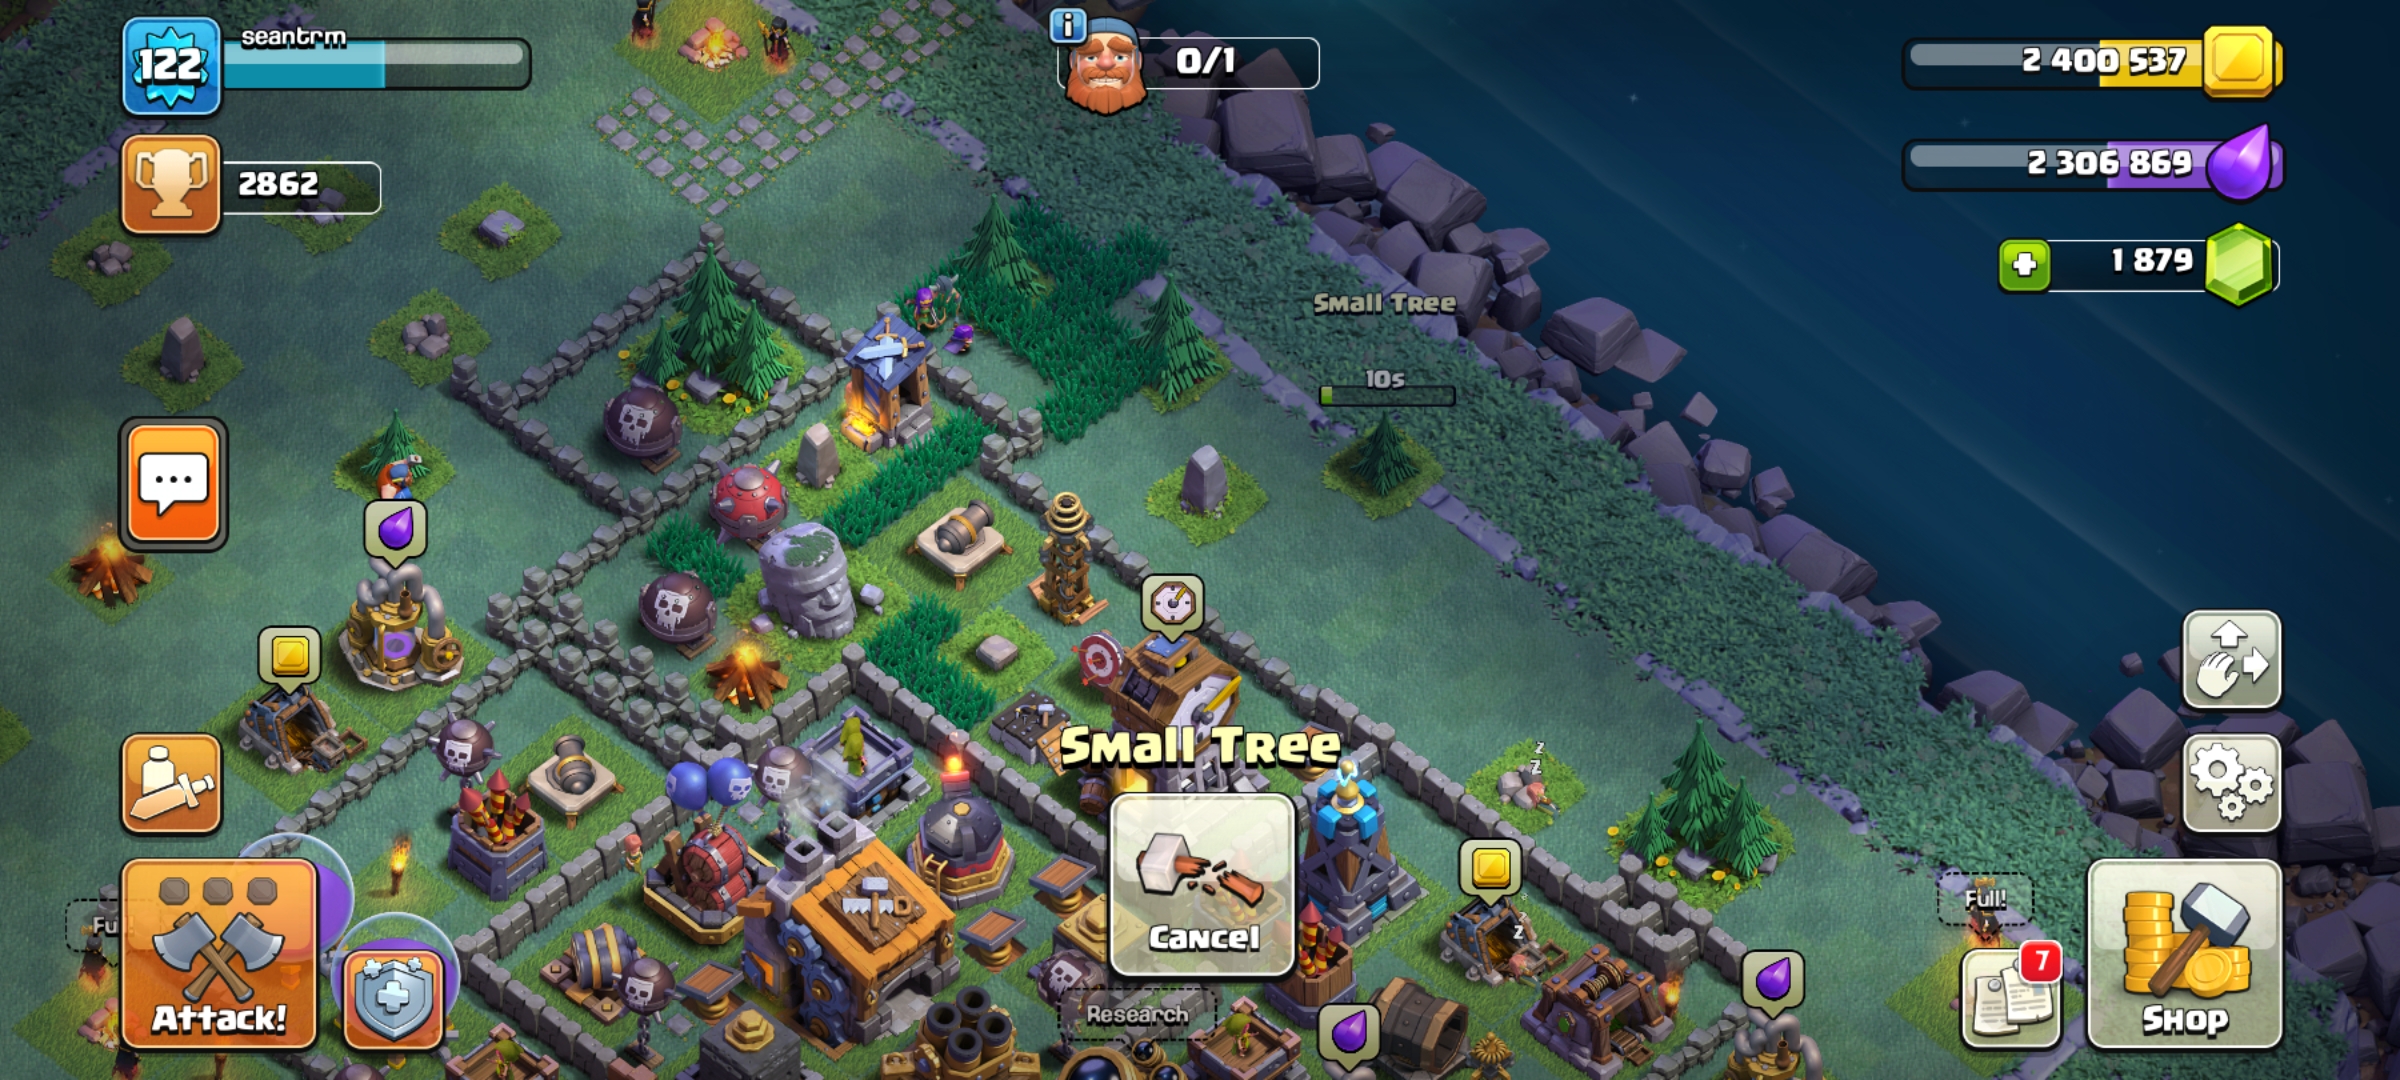 122
seantrm
0/1
2 400 537
2862
2 306 869
1 879
Small Tree
10s
Small Tree
z
z
Cancel
z
z
Full!
Fu
7
Attack!
Research
Shop